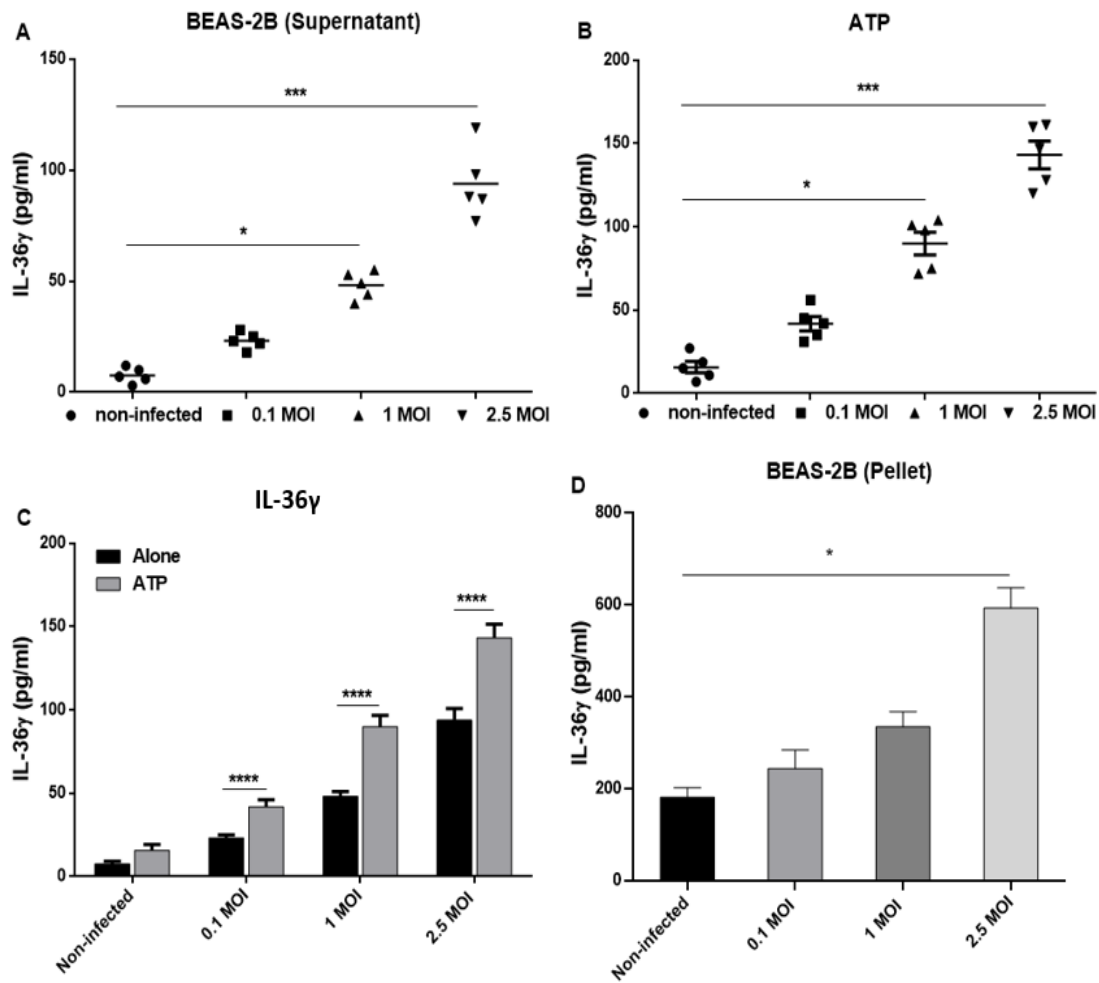 A
BEAS-2B (Supernatant)
IL-36γ (pg/ml)
150
100
50
0
***
*
non-infected
0.1 MOI
1 MOI
2.5 MOI
B
ATP
IL-36γ (pg/ml)
200
150
100
50
0
***
*
non-infected
0.1 MOI
1 MOI
2.5 MOI
C
IL-36γ
Alone
ATP
IL-36γ (pg/ml)
200
150
100
50
0
****
****
****
Non-infected
0.1 MOI
1 MOI
2.5 MOI
D
BEAS-2B (Pellet)
IL-36γ (pg/ml)
800
600
400
200
0
*
Non-infected
0.1 MOI
1 MOI
2.5 MOI